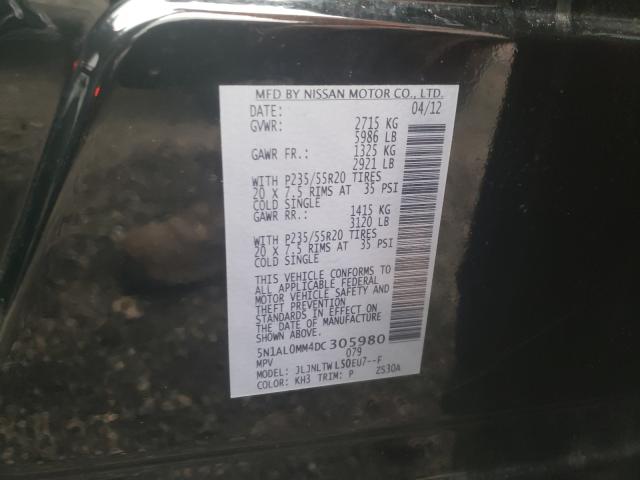 MFD BY NISSAN MOTOR CO., LTD.
DATE: 04/12
GVWR: 2715 KG
5986 LB
GAWR FR.: 1325 KG
2921 LB
WITH P235/55R20 TIRES
20 X 7.5 RIMS AT 35 PSI
COLD SINGLE
GAWR RR.: 1415 KG
3120 LB
WITH P235/55R20 TIRES
20 X 7.5 RIMS AT 35 PSI
COLD SINGLE
THIS VEHICLE CONFORMS TO
ALL APPLICABLE FEDERAL
MOTOR VEHICLE SAFETY AND
THEFT PREVENTION
STANDARDS IN EFFECT ON
THE DATE OF MANUFACTURE
SHOWN ABOVE.
5N1AL0MM4DC305980
MPV 079
MODEL: JLJNLTWL50EU7--F
COLOR: KH3 TRIM: P ZS30A